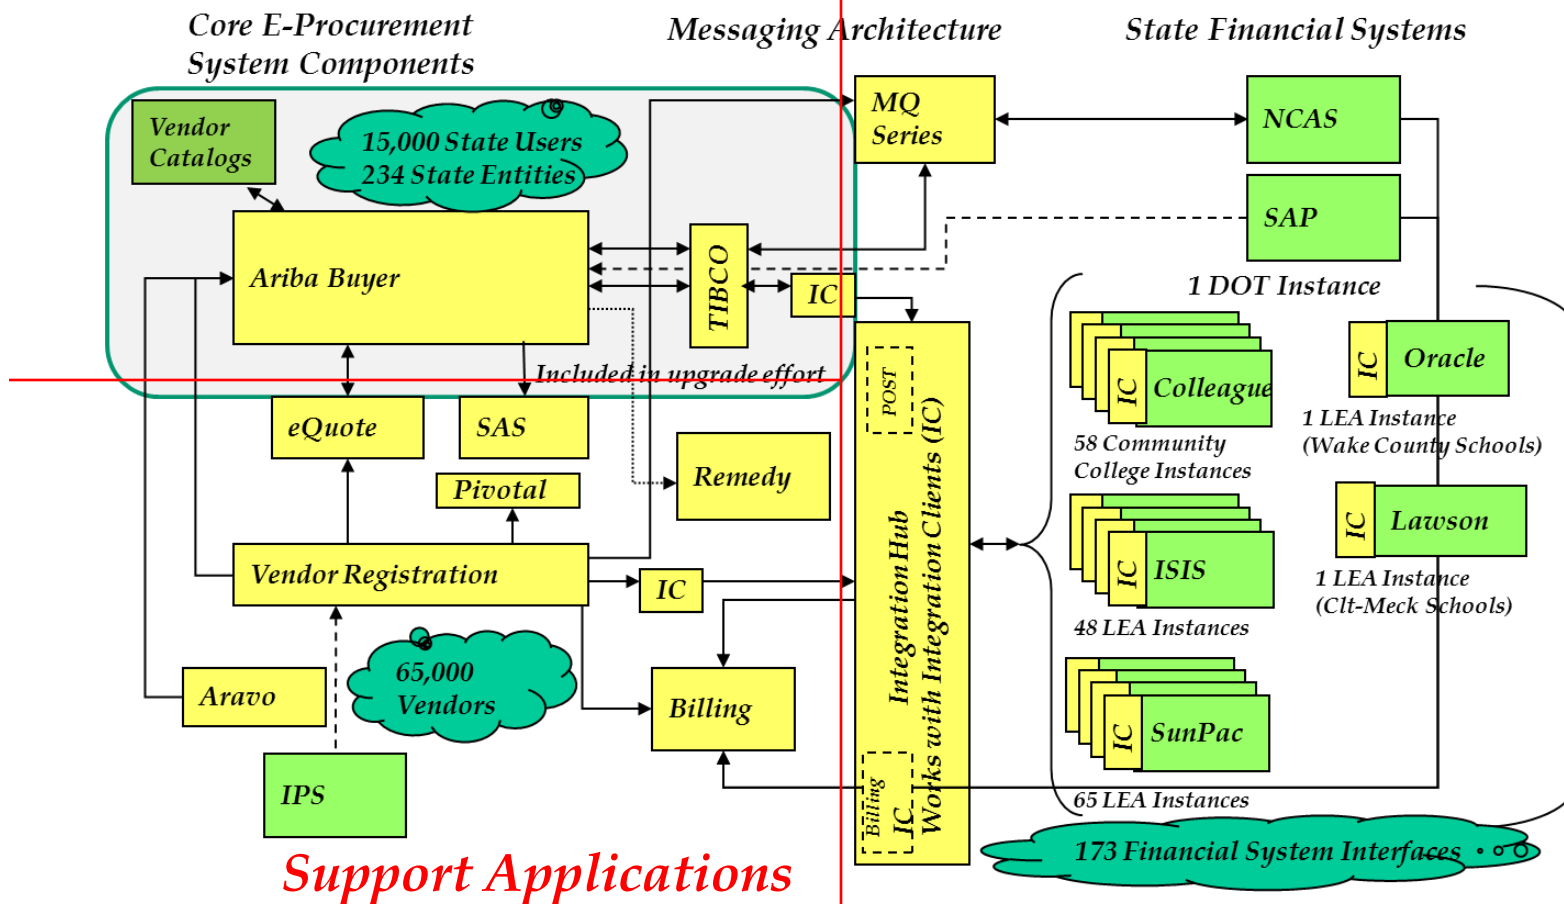 Core E-Procurement
System Components
Messaging Architecture
State Financial Systems
Vendor
Catalogs
15,000 State Users
234 State Entities
MQ
Series
NCAS
SAP
Ariba Buyer
TIBCO
IC
1 DOT Instance
Included in upgrade effort
POST
IC
Colleague
IC
Oracle
58 Community
College Instances
1 LEA Instance
(Wake County Schools)
eQuote
SAS
Pivotal
Remedy
Integration Hub
Works with Integration Clients (IC)
IC
ISIS
IC
Lawson
48 LEA Instances
1 LEA Instance
(Clt-Meck Schools)
Vendor Registration
IC
65,000
Vendors
Aravo
Billing
IC
SunPac
65 LEA Instances
IPS
Billing
IC
173 Financial System Interfaces
Support Applications